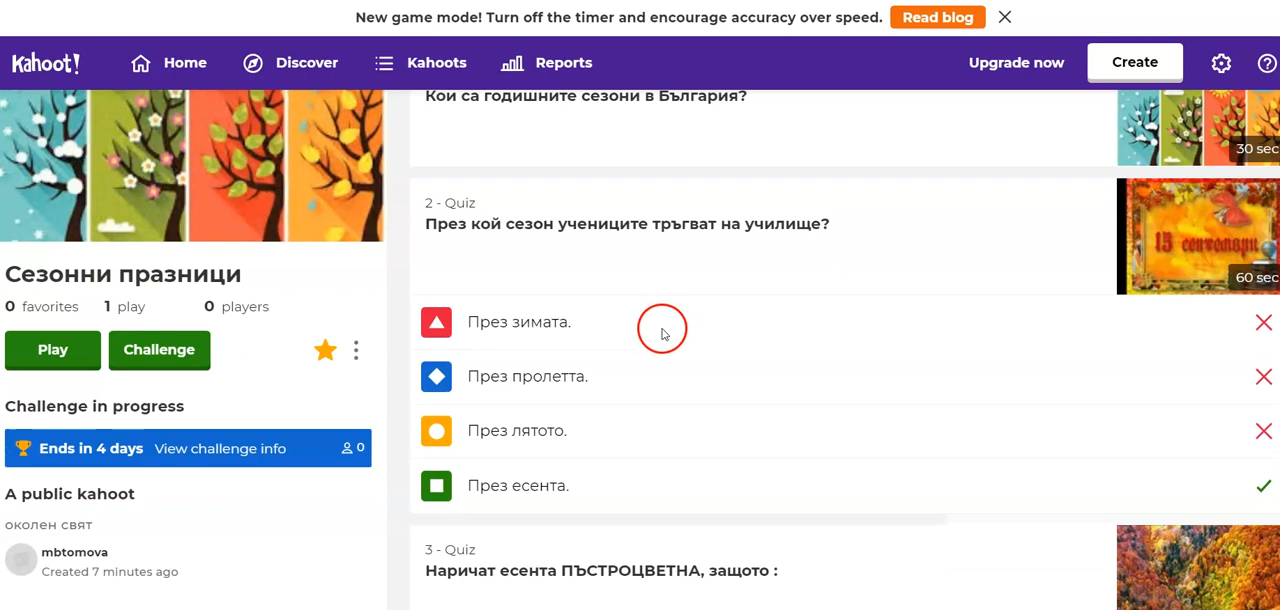 New game mode! Turn off the timer and encourage accuracy over speed. Read blog
Kahoot! Home Discover Kahoots Reports Upgrade now Create
Кои са годишните сезони в България?
30 sec
2 - Quiz
През кой сезон учениците тръгват на училище?
15 септември
60 sec
През зимата.
През пролетта.
През лятото.
През есента.
3 - Quiz
Наричат есента ПЪСТРОЦВЕТНА, защото :
Сезонни празници
0 favorites 1 play 0 players
Play Challenge
Challenge in progress
Ends in 4 days View challenge info 0
A public kahoot
околен свят
mbtomova
Created 7 minutes ago